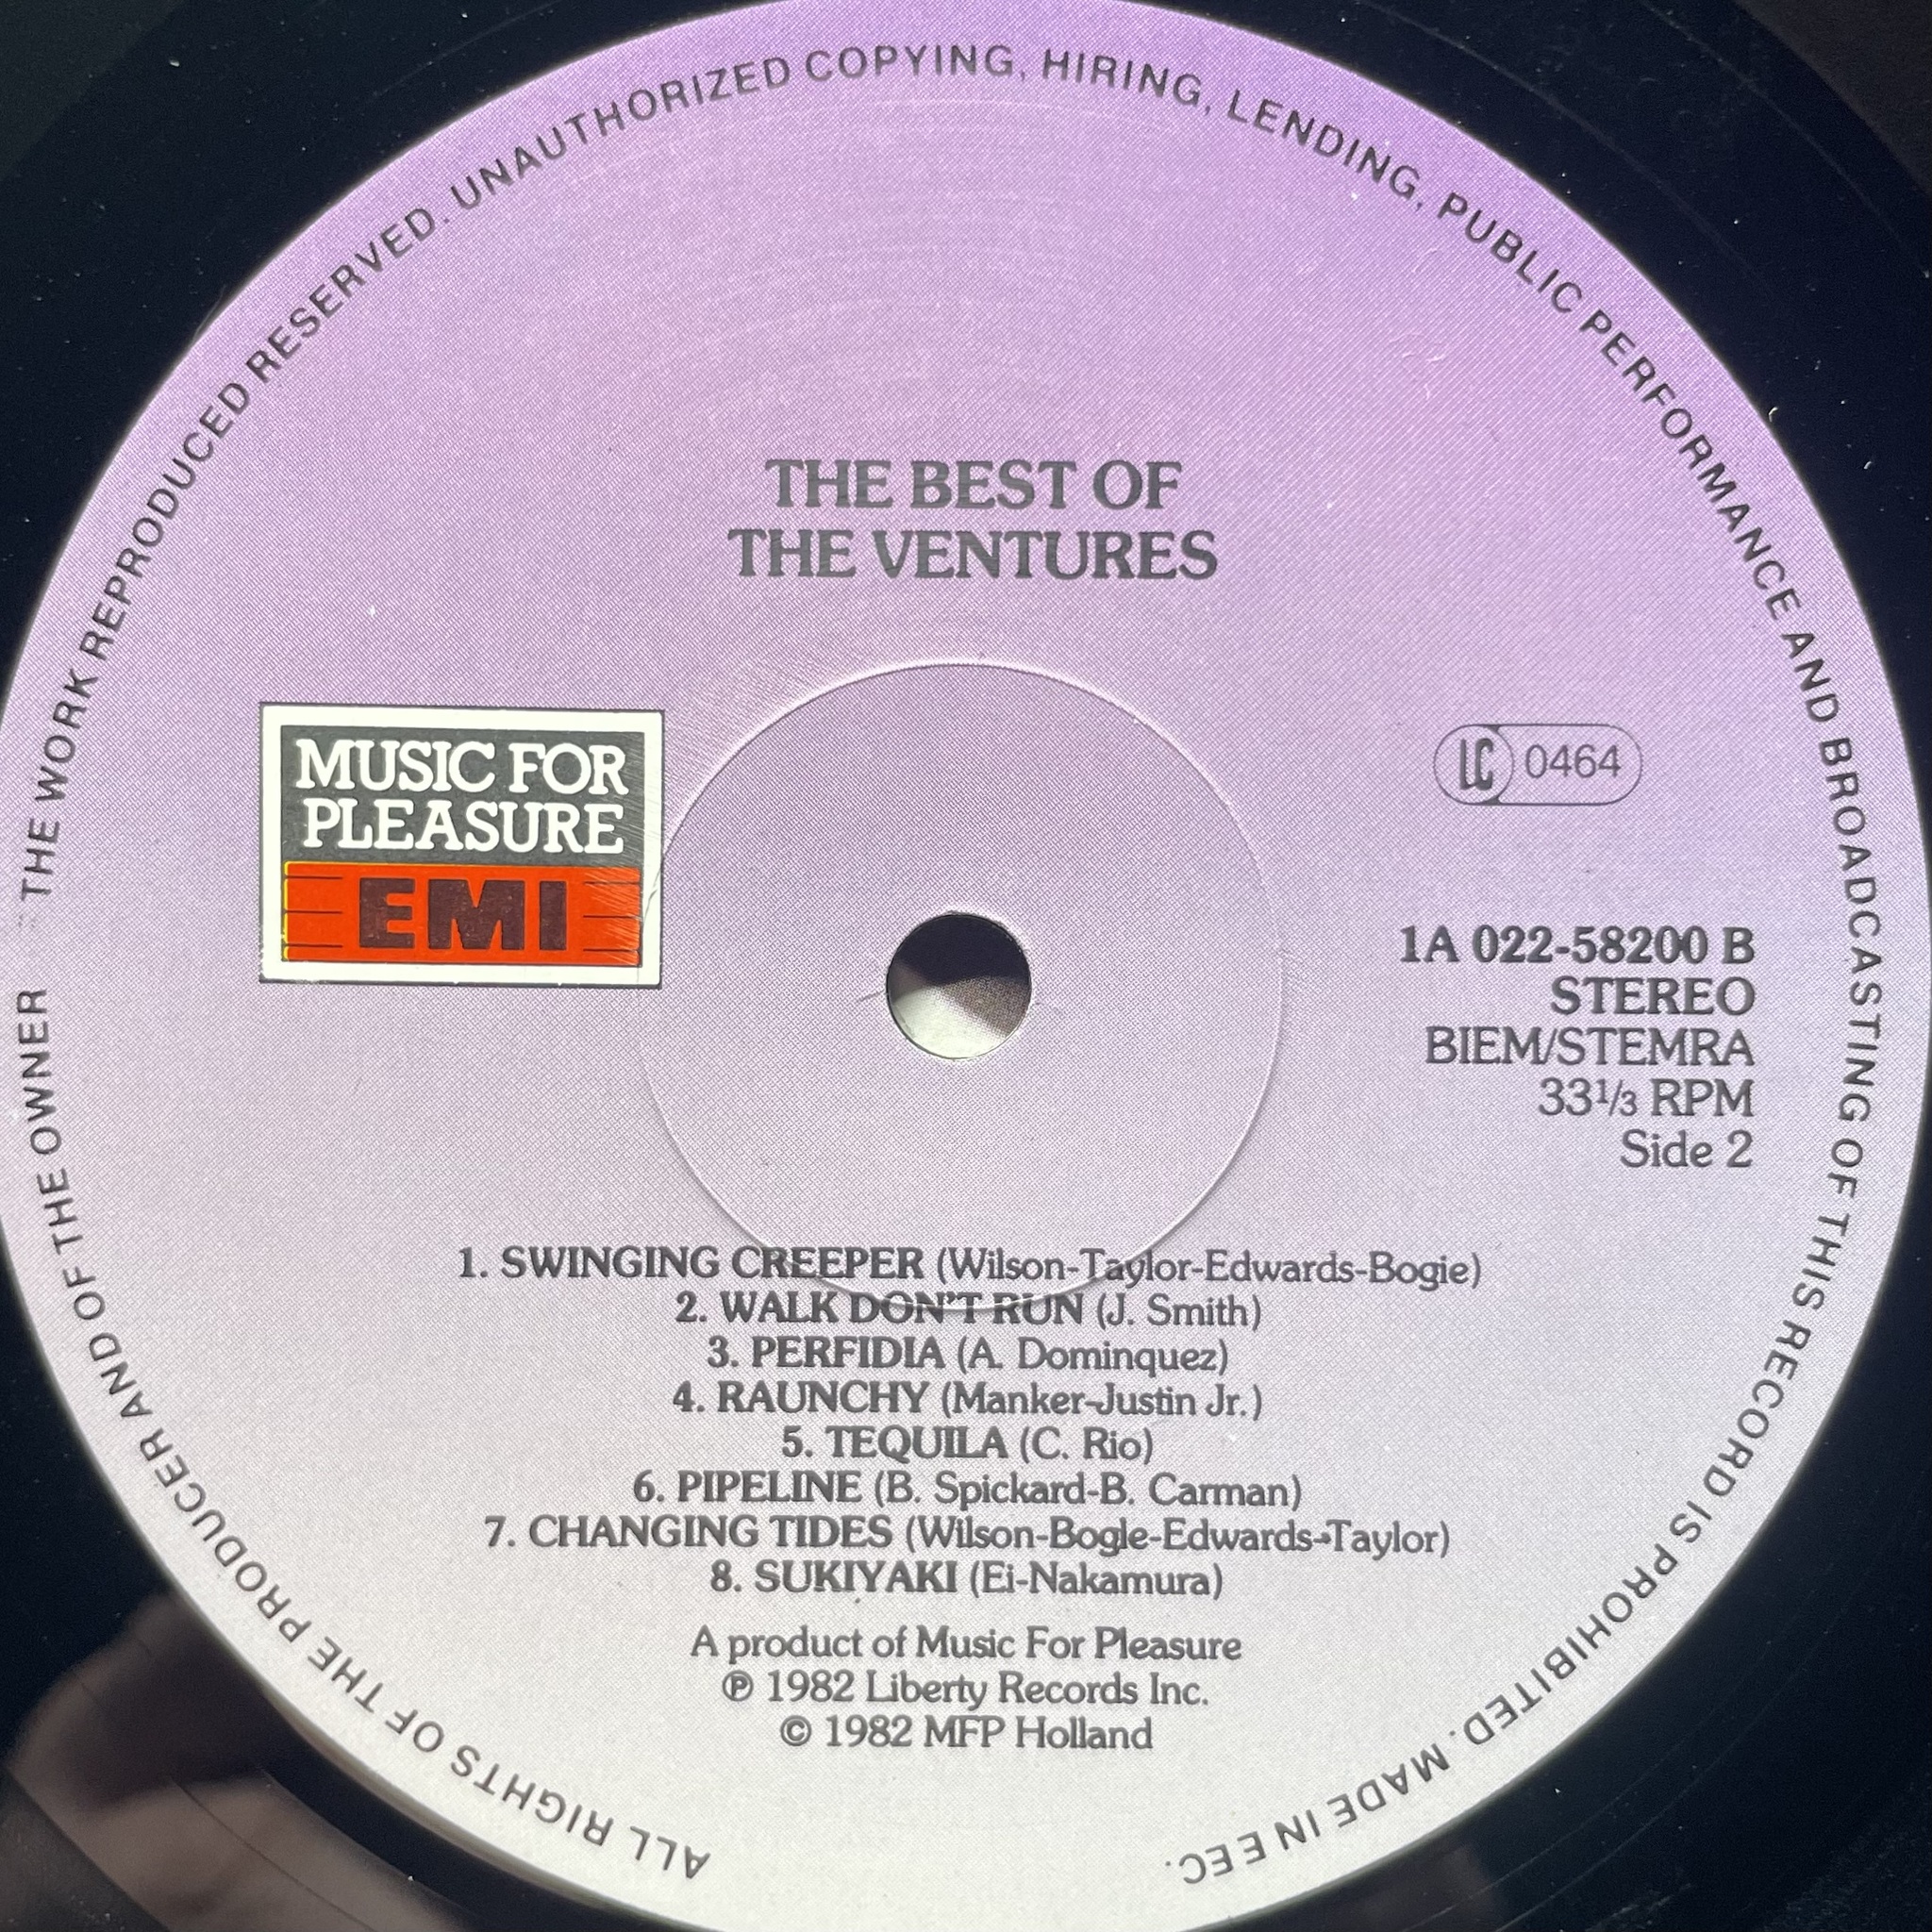 ALL RIGHTS OF THE PRODUCER AND OF THE OWNER THE WORK REPRODUCED RESERVED. UNAUTHORIZED COPYING, HIRING, LENDING, PUBLIC PERFORMANCE AND BROADCASTING OF THIS RECORD IS PROHIBITED. MADE IN EEC.
THE BEST OF
THE VENTURES
MUSIC FOR
PLEASURE
EMI
LC 0464
1A 022-58200 B
STEREO
BIEM/STEMRA
33⅓ RPM
Side 2
1. SWINGING CREEPER (Wilson-Taylor-Edwards-Bogie)
2. WALK DON'T RUN (J. Smith)
3. PERFIDIA (A. Dominquez)
4. RAUNCHY (Manker-Justin Jr.)
5. TEQUILA (C. Rio)
6. PIPELINE (B. Spickard-B. Carman)
7. CHANGING TIDES (Wilson-Bogle-Edwards-Taylor)
8. SUKIYAKI (Ei-Nakamura)
A product of Music For Pleasure
℗ 1982 Liberty Records Inc.
© 1982 MFP Holland